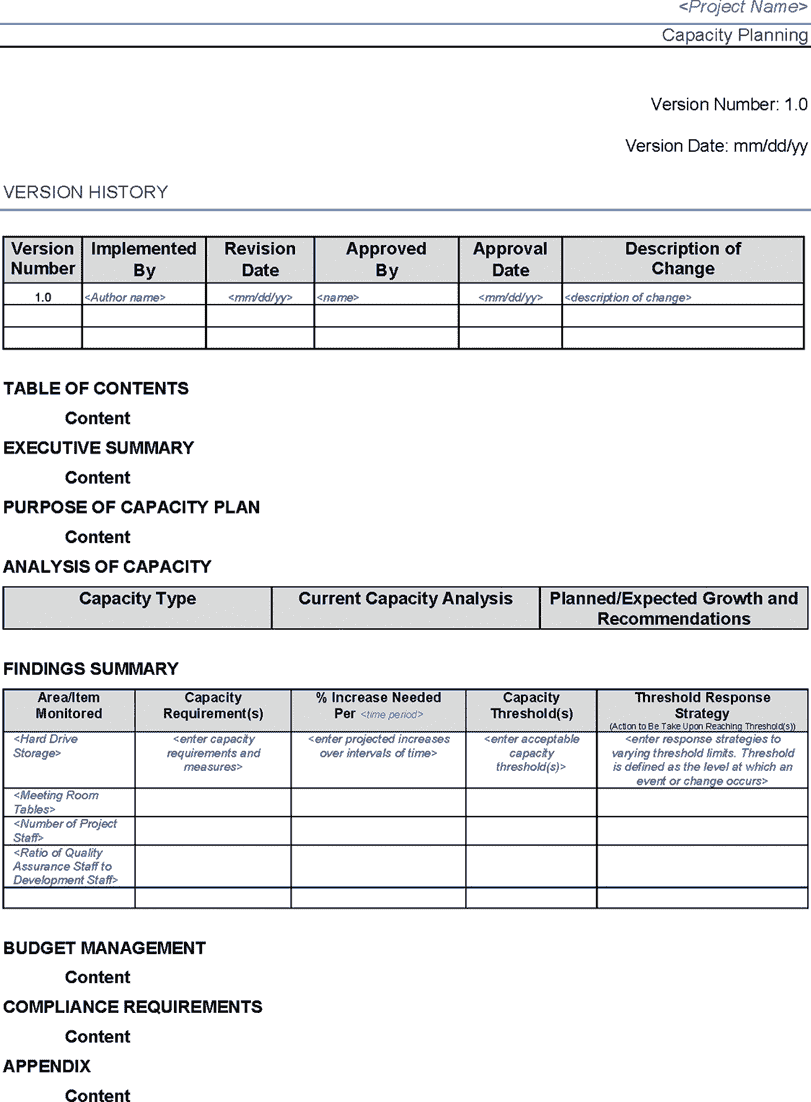 <Project Name>
Capacity Planning
Version Number: 1.0
Version Date: mm/dd/yy
VERSION HISTORY
Version Number Implemented By Revision Date Approved By Approval Date Description of Change
1.0 <Author name> <mm/dd/yy> <name> <mm/dd/yy> <description of change>
TABLE OF CONTENTS
Content
EXECUTIVE SUMMARY
Content
PURPOSE OF CAPACITY PLAN
Content
ANALYSIS OF CAPACITY
Capacity Type Current Capacity Analysis Planned/Expected Growth and Recommendations
FINDINGS SUMMARY
Area/Item Monitored
Capacity Requirement(s)
% Increase Needed Per <time period>
Capacity Threshold(s)
Threshold Response Strategy
(Action to Be Take Upon Reaching Threshold(s))
<Hard Drive Storage>
<enter capacity requirements and measures>
<enter projected increases over intervals of time>
<enter acceptable capacity threshold(s)>
<enter response strategies to varying threshold limits. Threshold is defined as the level at which an event or change occurs>
<Meeting Room Tables>
<Number of Project Staff>
<Ratio of Quality Assurance Staff to Development Staff>
BUDGET MANAGEMENT
Content
COMPLIANCE REQUIREMENTS
Content
APPENDIX
Content